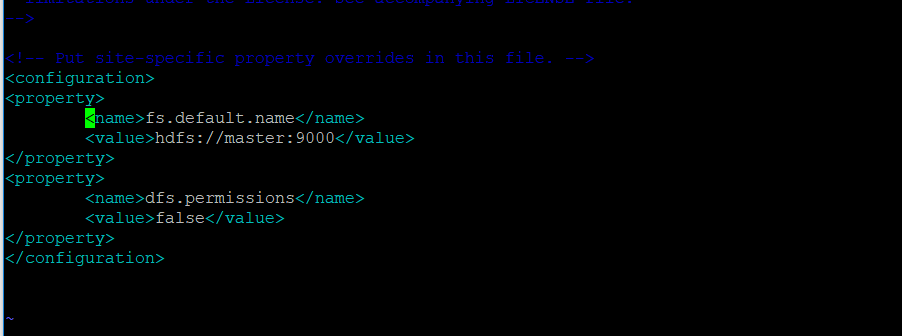 limitations under the License. See accompanying LICENSE file.
-->
<!-- Put site-specific property overrides in this file. -->
<configuration>
<property>
<name>fs.default.name</name>
<value>hdfs://master:9000</value>
</property>
<property>
<name>dfs.permissions</name>
<value>false</value>
</property>
</configuration>
~